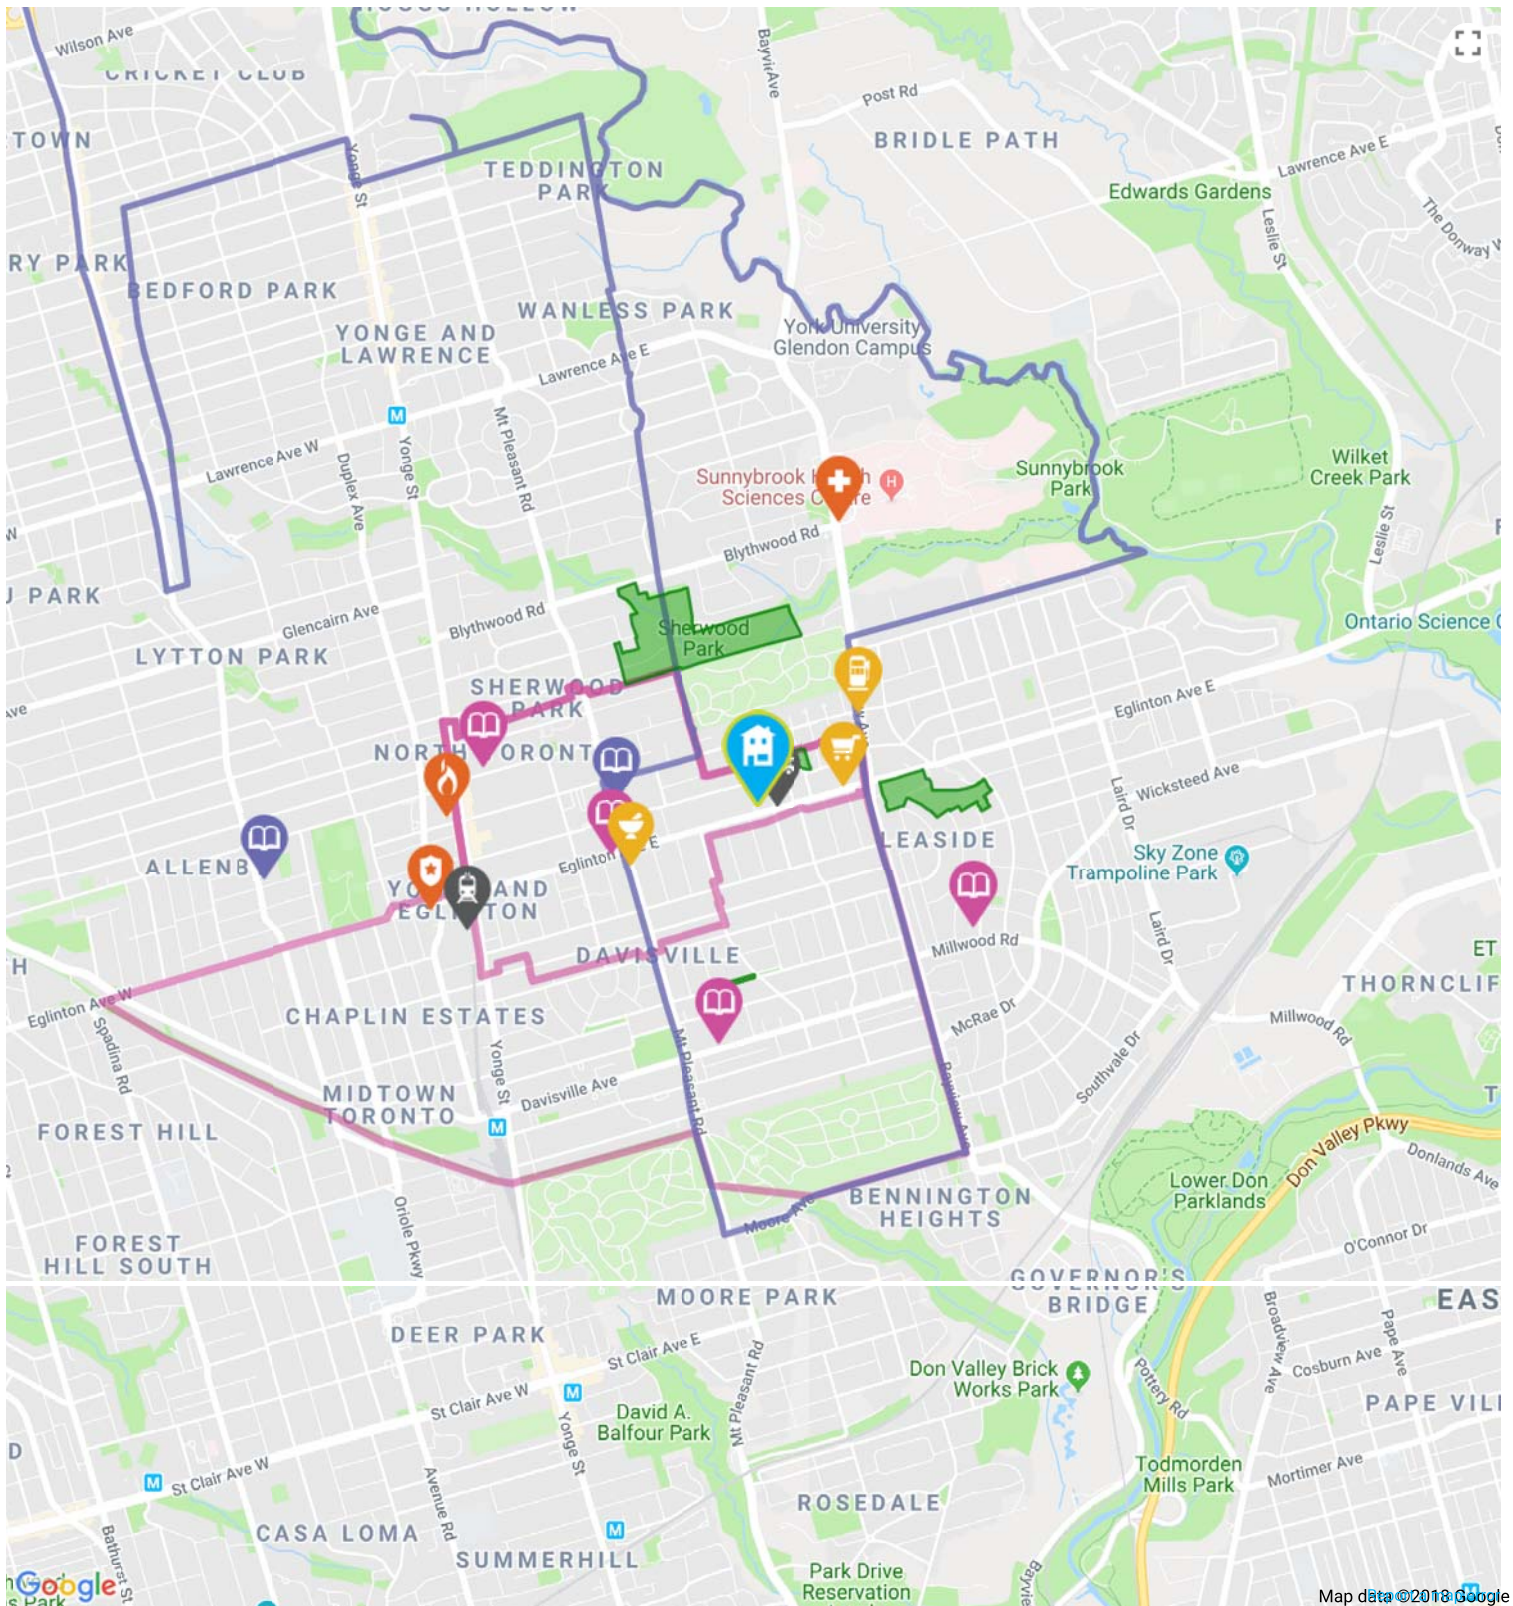 Wilson Ave
CRICKET CLUB
Post Rd
TOWN
BRIDLE PATH
Yonge St
Lawrence Ave E
TEDDINGTON
PARK
Edwards Gardens
The Donway W
Leslie St
RY PARK
BEDFORD PARK
WANLESS PARK
YONGE AND
LAWRENCE
York University
Glendon Campus
Lawrence Ave E
M
Mt Pleasant Rd
Yonge St
Lawrence Ave W
Duplex Ave
Sunnybrook
Park
Wilket
Creek Park
Sunnybrook H
Sciences
H
Leslie St
Blythwood Rd
W
PARK
Glencairn Ave
Blythwood Rd
Ontario Science C
Sherwood
Park
LYTTON PARK
SHERWOOD
PARK
Eglinton Ave E
ve
NORTH
ORONT
Wicksteed Ave
Laird Dr
LEASIDE
ALLENB
Eglinton
E
Sky Zone
Trampoline Park
AND
EGL
TON
Laird Dr
Millwood Rd
ET
H
DAVISVILLE
THORNCLIF
Eglinton Ave W
CHAPLIN ESTATES
McRae Dr
Millwood Rd
Spadina Rd
Yonge St
Mt Pleasant Rd
Southvale Dr
Davisville Ave
Bayview Ave
MIDTOWN
TORONTO
T
FOREST HILL
M
Don Valley Pkwy
Donlands Ave
Lower Don
Parklands
BENNINGTON
HEIGHTS
Moore Ave
Oriole Pkwy
O'Connor Dr
FOREST
HILL SOUTH
GOVERNOR'S
BRIDGE
MOORE PARK
EAS
Broadview Ave
Pape Ave
DEER PARK
St Clair Ave E
Cosburn Ave
Don Valley Brick
Works Park
Pottery Rd
M
St Clair Ave W
PAPE VILL
David A.
Balfour Park
Mt Pleasant Rd
Yonge St
D
M
St Clair Ave W
Todmorden
Mills Park
Mortimer Ave
Avenue Rd
ROSEDALE
CASA LOMA
M
SUMMERHILL
Bathurst St
Park Drive
Reservation
Google
Map data ©2018 Google